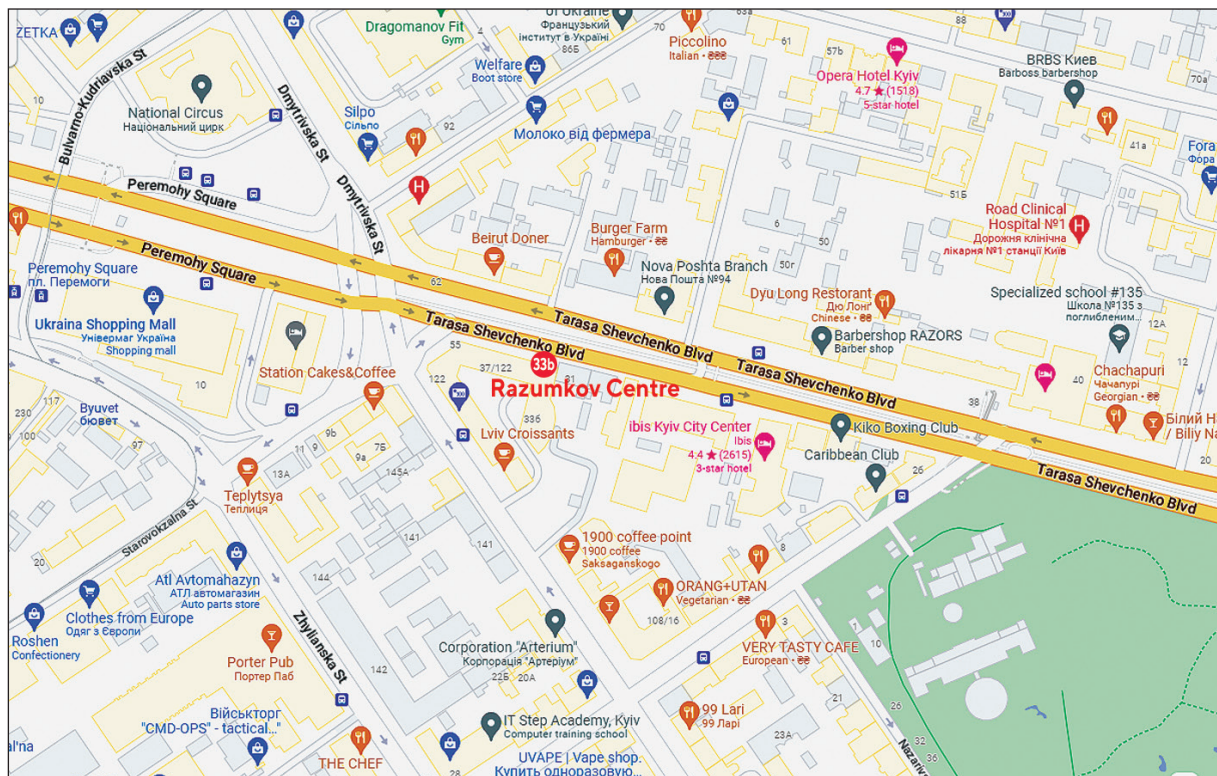 ZETKA
Bulvarno-Kudriavska St
National Circus
Національний цирк
10
Dmytrivska St
Dmytrivska St
Dragomanov Fit
Gym
4
86Б
of Ukraine
Французький
інститут в Україні
63a
Piccolino
Italian • ₴₴₴
61
57b
88
Opera Hotel Kyiv
4.7 ★ (1518)
5-star hotel
BRBS Киев
Barboss barbershop
70a
41a
Fora
Фора
Welfare
Boot store
Silpo
Сільпо
92
Молоко від фермера
H
51Б
Road Clinical
Hospital №1
Дорожня клінічна
лікарня №1 станції Київ
H
Peremohy Square
Peremohy Square
Peremohy Square
пл. Перемоги
Ukraina Shopping Mall
Універмаг Україна
Shopping mall
Beirut Doner
62
Burger Farm
Hamburger • ₴₴
6
50
50г
Nova Poshta Branch
Нова Пошта №94
Dyu Long Restorant
Дю Лонґ
Chinese • ₴₴
Barbershop RAZORS
Barber shop
Specialized school #135
Школа №135 з
поглибленим...
12A
Tarasa Shevchenko Blvd
Tarasa Shevchenko Blvd
Tarasa Shevchenko Blvd
Tarasa Shevchenko Blvd
33b
Razumkov Centre
55
37/122
31
122
336
10
Station Cakes&Coffee
Lviv Croissants
ibis Kyiv City Center
Ibis
4.4 ★ (2615)
3-star hotel
Kiko Boxing Club
Caribbean Club
26
38
40
Chachapuri
Чачапурі
Georgian • ₴₴
Білий Н
/ Biliy Na
20
230
117
100
Byuvet
бювет
97
11
9b
9a
7Б
13A
145A
Teplytsya
Теплиця
Starovokzalna St
20
141
141
144
142
Atl Avtomahazyn
АТЛ автомагазин
Auto parts store
Clothes from Europe
Одяг з Європи
Roshen
Confectionery
Porter Pub
Портер Паб
Zhylianska St
1900 coffee point
1900 coffee
Saksaganskogo
8
ORANG+UTAN
Vegetarian • ₴₴
108/16
VERY TASTY CAFE
European • ₴₴
3
1
10
Corporation "Arterium"
Корпорація "Артеріум"
22Б
20A
IT Step Academy, Kyiv
Computer training school
99 Lari
99 Ларі
21
23A
26
32
36
Військторг
"CMD-OPS" - tactical..."
al'na
THE CHEF
28
UVAPE | Vape shop.
Купить одноразовую...